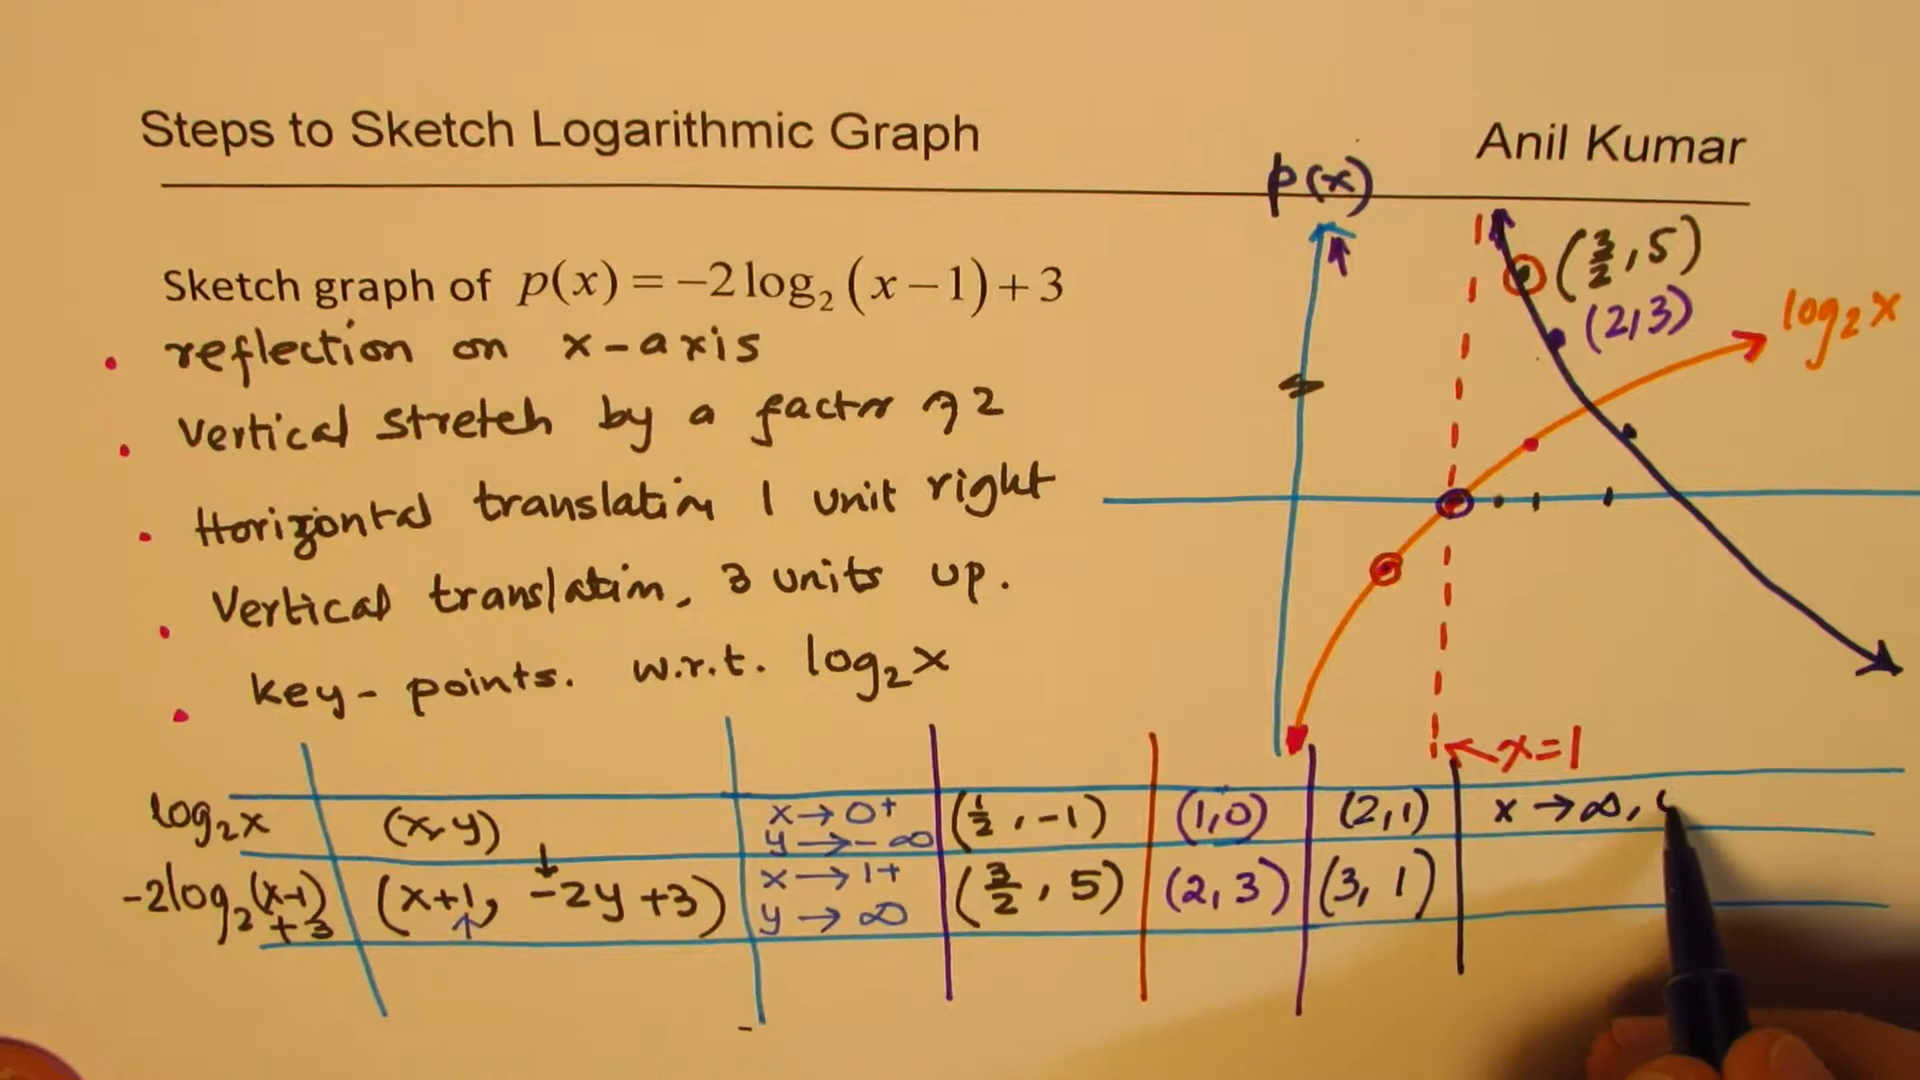 Steps to Sketch Logarithmic Graph
Anil Kumar
Sketch graph of p(x) = −2 log₂ (x − 1) + 3
• reflection on x-axis
• Vertical stretch by a factor of 2
• Horizontal translation 1 unit right
• Vertical translation, 3 units up.
• key-points. w.r.t. log₂x
p(x)
(3/2, 5)
(2,3)
log₂x
x=1
log₂x (x,y) x→0+ (1/2, -1) (1,0) (2,1) x→∞,
y→-∞
-2log₂(x-1) (x+1, -2y+3) x→1+ (3/2, 5) (2,3) (3, 1)
+3 y→∞